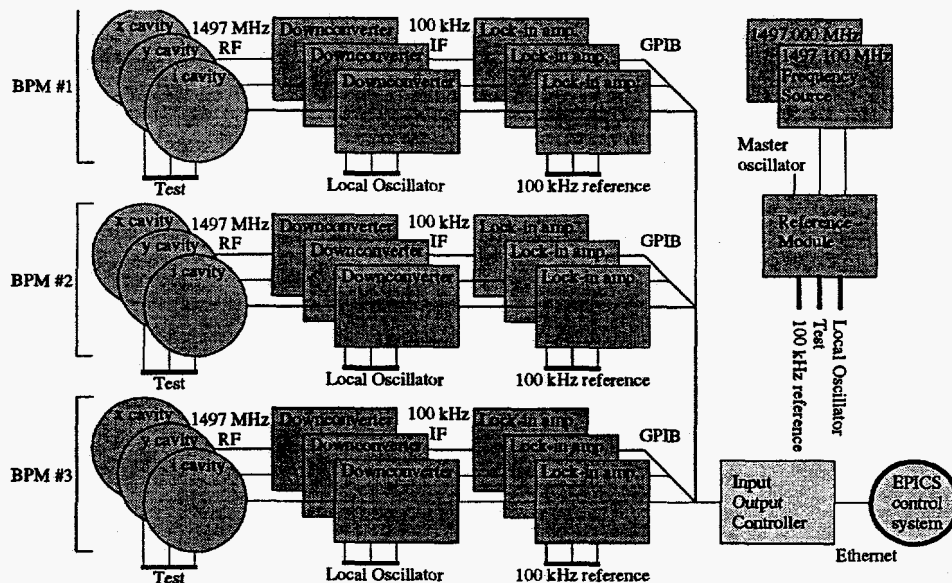 BPM #1
x cavity
y cavity
i cavity
1497 MHz
RF
Downconverter
Downconverter
Downconverter
100 kHz
IF
Lock-in amp.
Lock-in amp.
Lock-in amp.
GPIB
Test
Local Oscillator
100 kHz reference
BPM #2
x cavity
y cavity
i cavity
1497 MHz
RF
Downconverter
Downconverter
Downconverter
100 kHz
IF
Lock-in amp.
Lock-in amp.
Lock-in amp.
GPIB
Test
Local Oscillator
100 kHz reference
BPM #3
x cavity
y cavity
i cavity
1497 MHz
RF
Downconverter
Downconverter
Downconverter
100 kHz
IF
Lock-in amp.
Lock-in amp.
Lock-in amp.
GPIB
Test
Local Oscillator
100 kHz reference
1497.000 MHz
1497.100 MHz
Frequency
Source
Master
oscillator
Reference
Module
100 kHz reference
Test
Local Oscillator
Input
Output
Controller
Ethernet
EPICS
control
system